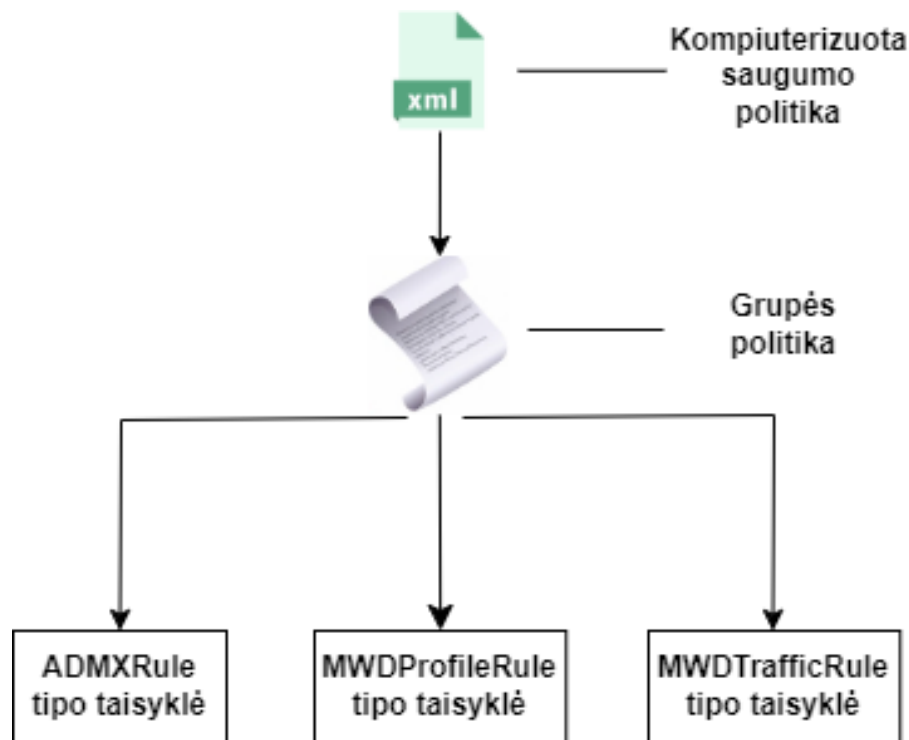 Kompiuterizuota
saugumo
politika
xml
Grupės
politika
ADMXRule
tipo taisyklė
MWDProfileRule
tipo taisyklė
MWDTrafficRule
tipo taisyklė